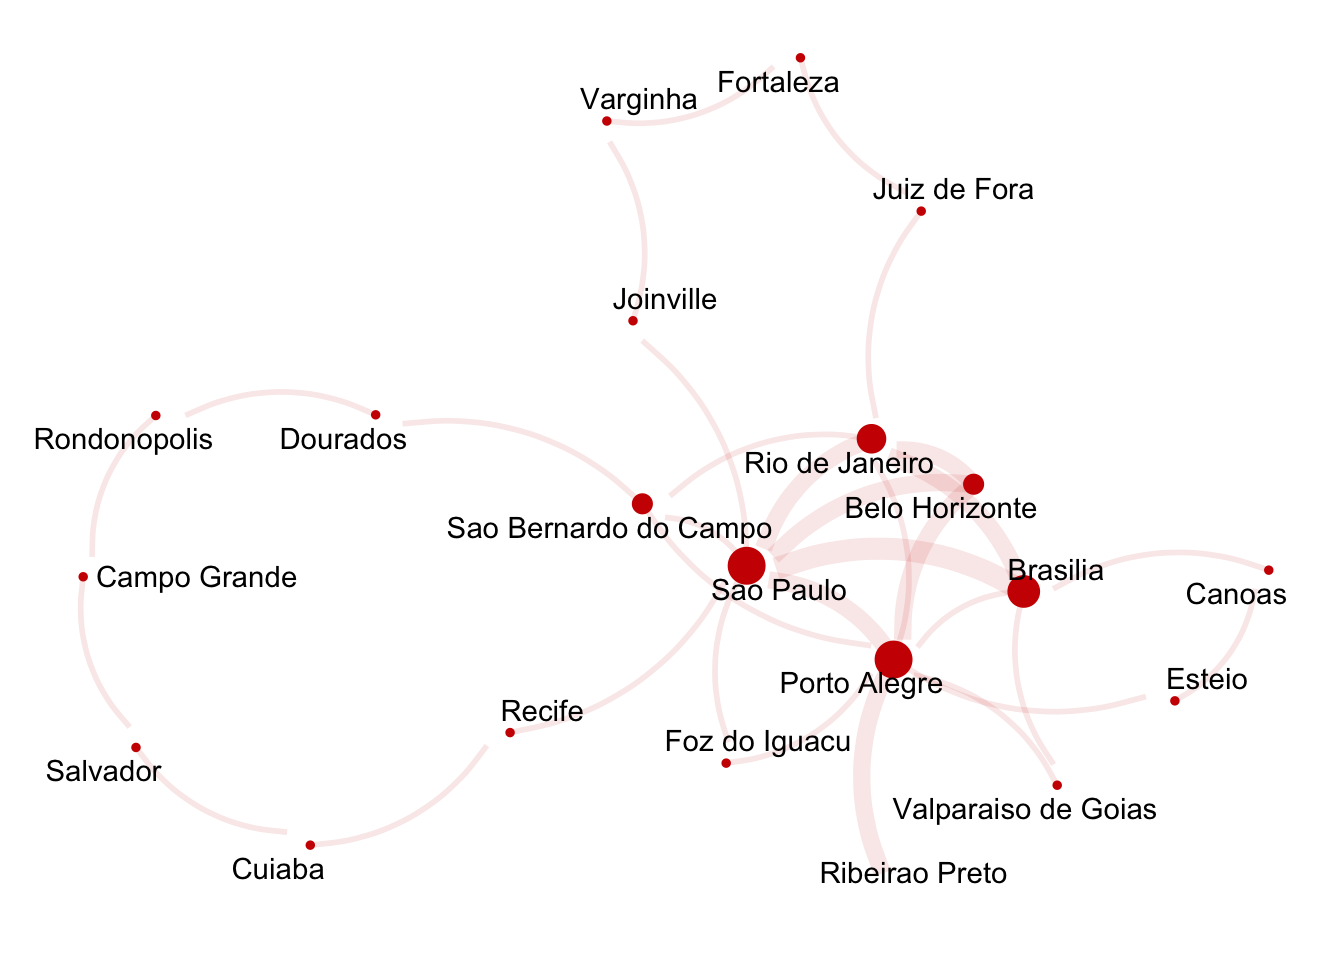 Fortaleza
Varginha
Juiz de Fora
Joinville
Rondonopolis
Dourados
Rio de Janeiro
Belo Horizonte
Sao Bernardo do Campo
Brasilia
Campo Grande
Sao Paulo
Canoas
Esteio
Porto Alegre
Recife
Foz do Iguacu
Salvador
Valparaiso de Goias
Cuiaba
Ribeirao Preto